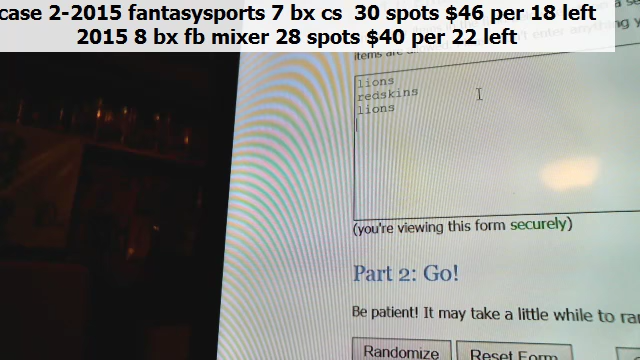 case 2-2015 fantasysports 7 bx cs 30 spots $46 per 18 left
2015 8 bx fb mixer 28 spots $40 per 22 left
items are
lions
redskins
lions
(you're viewing this form securely)
Part 2: Go!
Be patient! It may take a little while to
Randomize
Reset Form